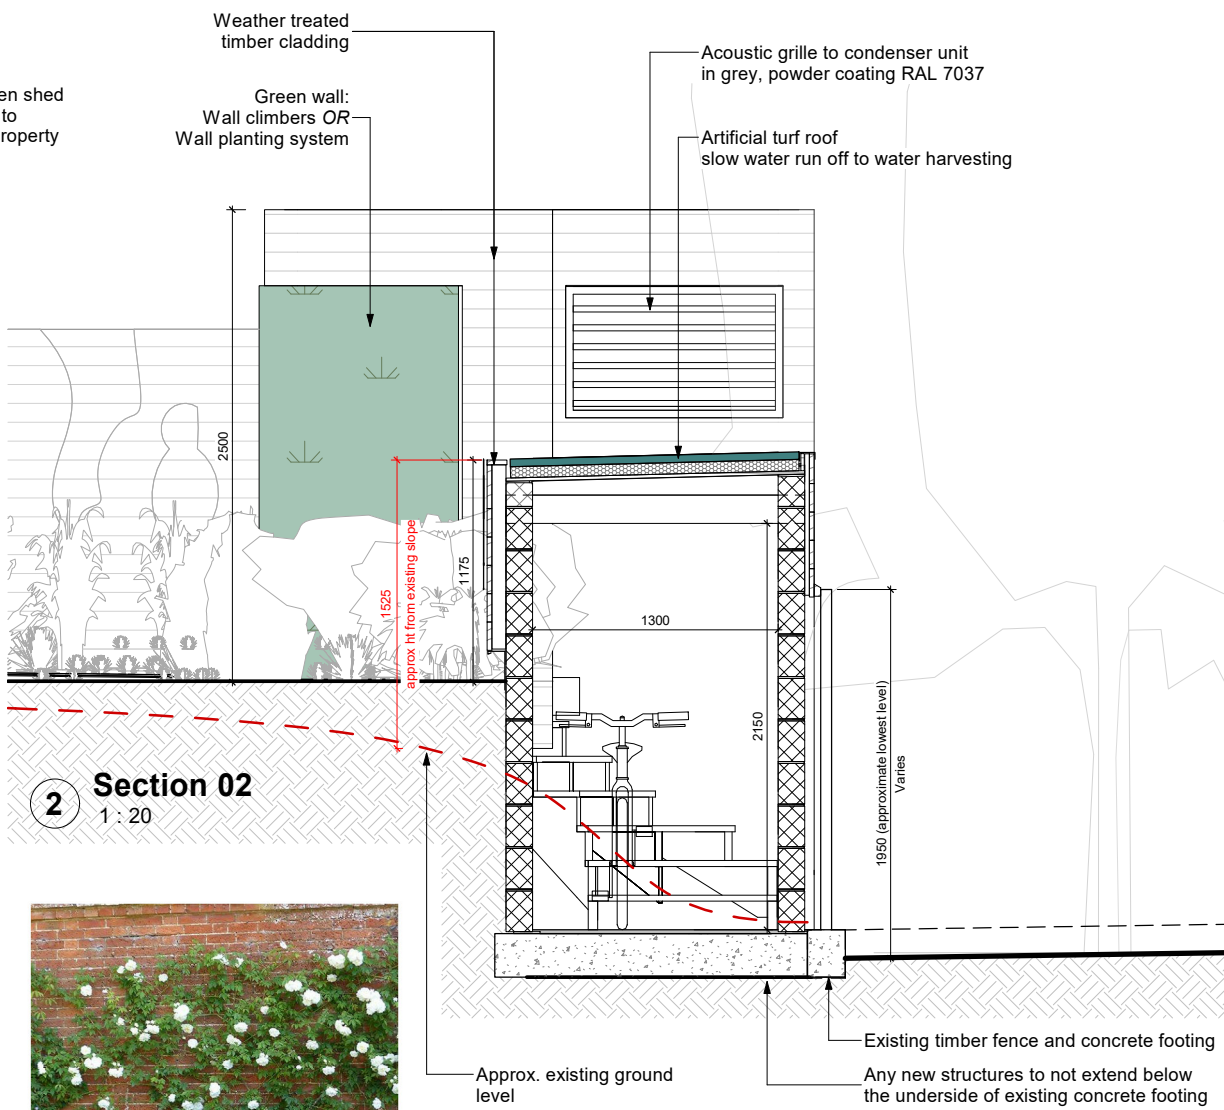 Weather treated
timber cladding
en shed
to
roperty
Green wall:
Wall climbers OR
Wall planting system
Acoustic grille to condenser unit
in grey, powder coating RAL 7037
Artificial turf roof
slow water run off to water harvesting
2500
1525
approx ht from existing slope
1175
1300
2150
1950 (approximate lowest level)
Varies
2 Section 02
1 : 20
Approx. existing ground
level
Existing timber fence and concrete footing
Any new structures to not extend below
the underside of existing concrete footing